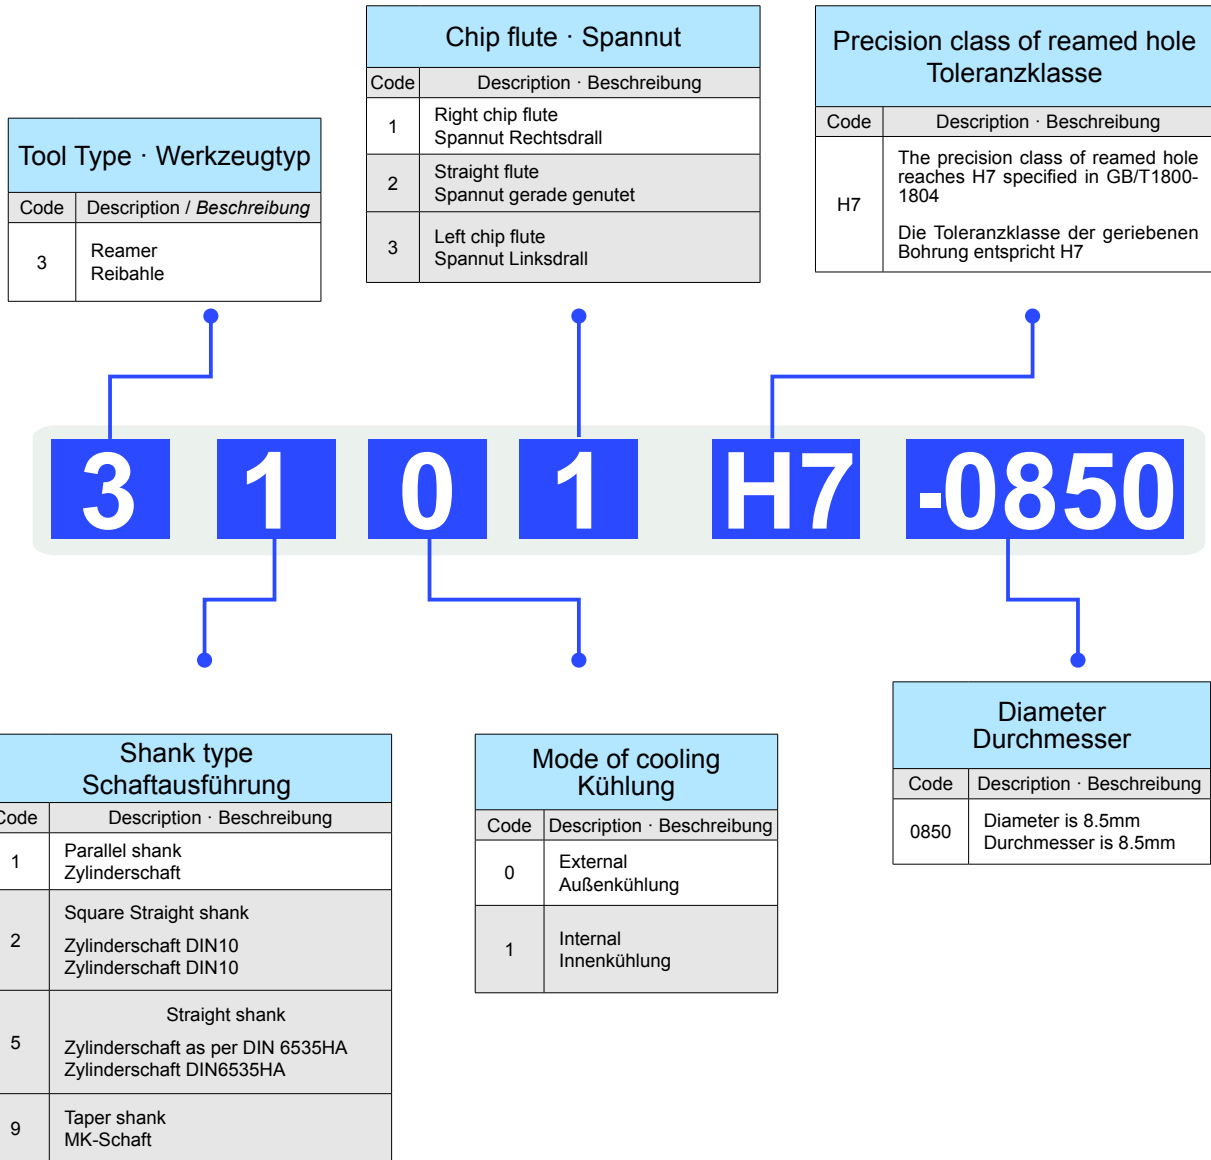 Chip flute · Spannut
Code Description · Beschreibung
1 Right chip flute
Spannut Rechtsdrall
2 Straight flute
Spannut gerade genutet
3 Left chip flute
Spannut Linksdrall
Precision class of reamed hole
Toleranzklasse
Code Description · Beschreibung
H7 The precision class of reamed hole
reaches H7 specified in GB/T1800-
1804
Die Toleranzklasse der geriebenen
Bohrung entspricht H7
Tool Type · Werkzeugtyp
Code Description / Beschreibung
3 Reamer
Reibahle
3 1 0 1 H7 -0850
Shank type
Schaftausführung
Code Description · Beschreibung
1 Parallel shank
Zylinderschaft
2 Square Straight shank
Zylinderschaft DIN10
Zylinderschaft DIN10
5 Straight shank
Zylinderschaft as per DIN 6535HA
Zylinderschaft DIN6535HA
9 Taper shank
MK-Schaft
Mode of cooling
Kühlung
Code Description · Beschreibung
0 External
Außenkühlung
1 Internal
Innenkühlung
Diameter
Durchmesser
Code Description · Beschreibung
0850 Diameter is 8.5mm
Durchmesser is 8.5mm